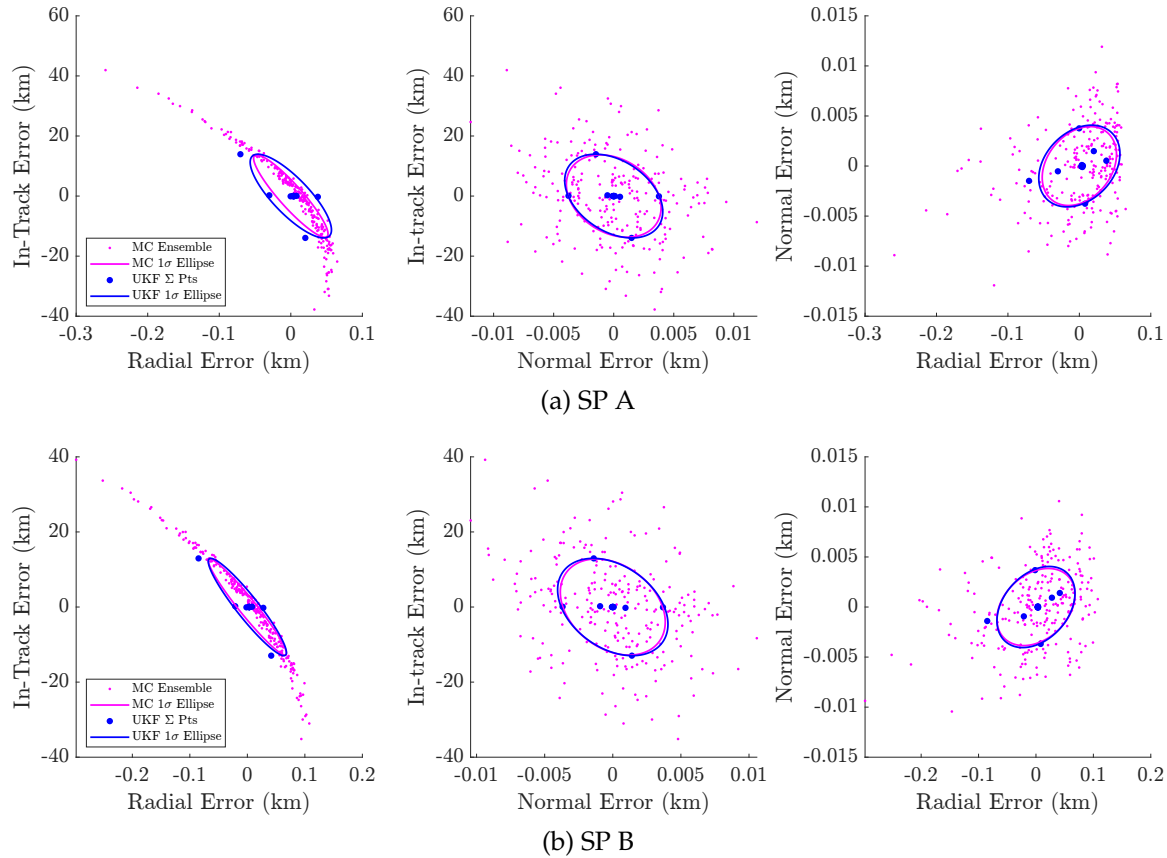 60
40
20
0
-20
-40
-0.3 -0.2 -0.1 0 0.1
In-Track Error (km)
Radial Error (km)
MC Ensemble
MC 1σ Ellipse
UKF Σ Pts
UKF 1σ Ellipse
60
40
20
0
-20
-40
-0.01 -0.005 0 0.005 0.01
In-track Error (km)
Normal Error (km)
0.015
0.01
0.005
0
-0.005
-0.01
-0.015
-0.3 -0.2 -0.1 0 0.1
Normal Error (km)
Radial Error (km)
(a) SP A
40
20
0
-20
-40
-0.2 -0.1 0 0.1 0.2
In-Track Error (km)
Radial Error (km)
MC Ensemble
MC 1σ Ellipse
UKF Σ Pts
UKF 1σ Ellipse
40
20
0
-20
-40
-0.01 -0.005 0 0.005 0.01
In-track Error (km)
Normal Error (km)
0.015
0.01
0.005
0
-0.005
-0.01
-0.015
-0.2 -0.1 0 0.1 0.2
Normal Error (km)
Radial Error (km)
(b) SP B